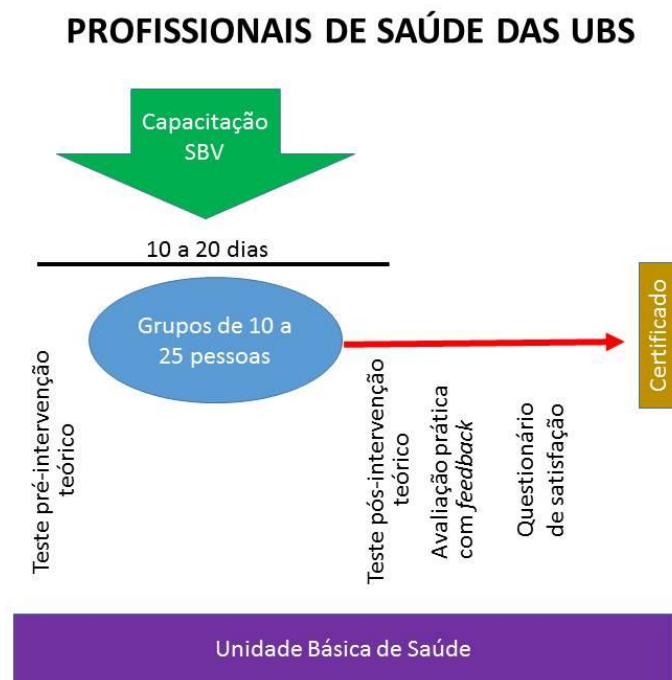 PROFISSIONAIS DE SAÚDE DAS UBS
Capacitação
SBV
10 a 20 dias
Grupos de 10 a
25 pessoas
Certificado
Teste pré-intervenção
teórico
Teste pós-intervenção
teórico
Avaliação prática
com feedback
Questionário
de satisfação
Unidade Básica de Saúde